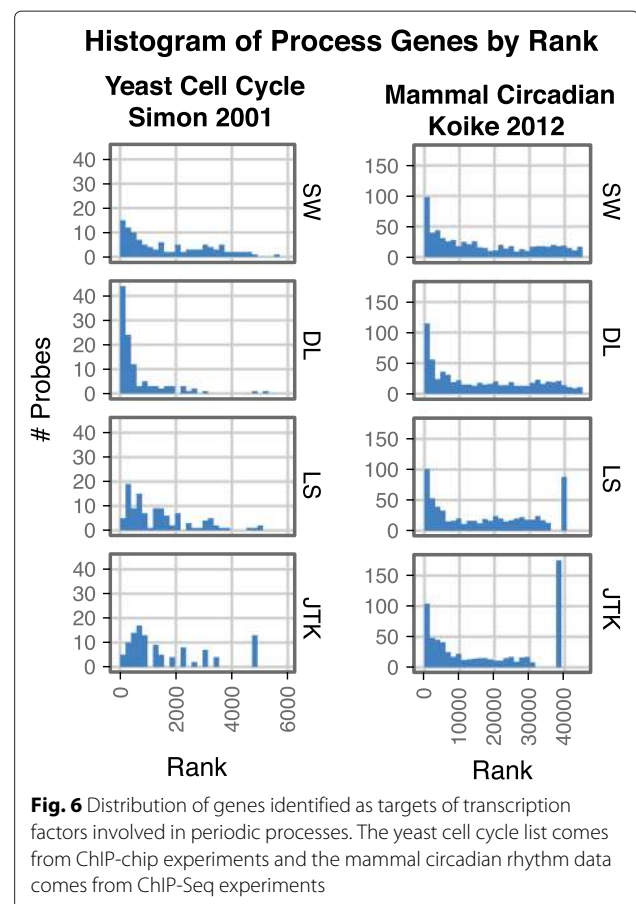 Histogram of Process Genes by Rank
Yeast Cell Cycle
Simon 2001
Mammal Circadian
Koike 2012
# Probes
40
30
20
10
0
SW
150
100
50
0
SW
40
30
20
10
0
DL
150
100
50
0
DL
40
30
20
10
0
LS
150
100
50
0
LS
40
30
20
10
0
JTK
150
100
50
0
JTK
0
2000
4000
6000
0
10000
20000
30000
40000
Rank
Rank
Fig. 6 Distribution of genes identified as targets of transcription
factors involved in periodic processes. The yeast cell cycle list comes
from ChIP-chip experiments and the mammal circadian rhythm data
comes from ChIP-Seq experiments